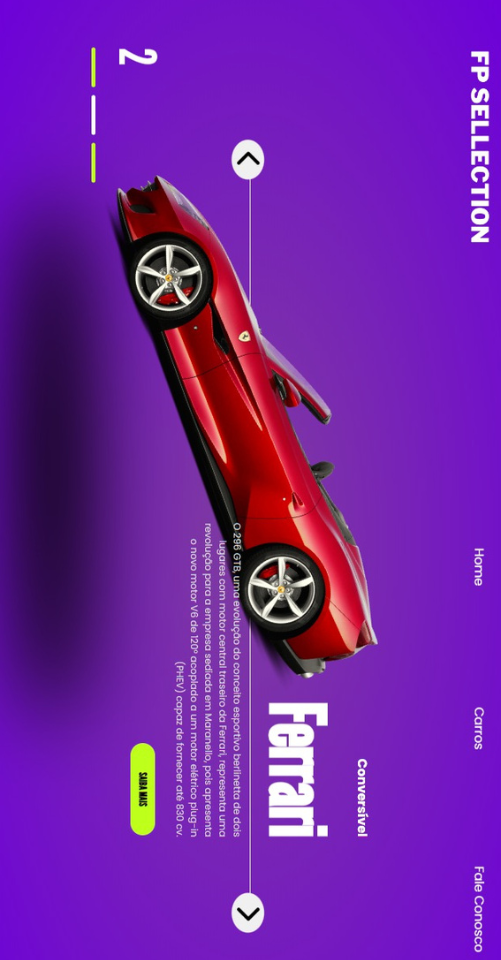 FP SELLECTION
Home
Carros
Fale Conosco
Conversível
Ferrari
O 296 GTB, uma evolução do conceito esportivo berlinetta de dois
lugares com motor central traseiro da Ferrari, representa uma
revolução para a empresa sediada em Maranello, pois apresenta
o novo motor V6 de 120º acoplado a um motor elétrico plug-in
(PHEV) capaz de fornecer até 830 cv.
SAIBA MAIS
2